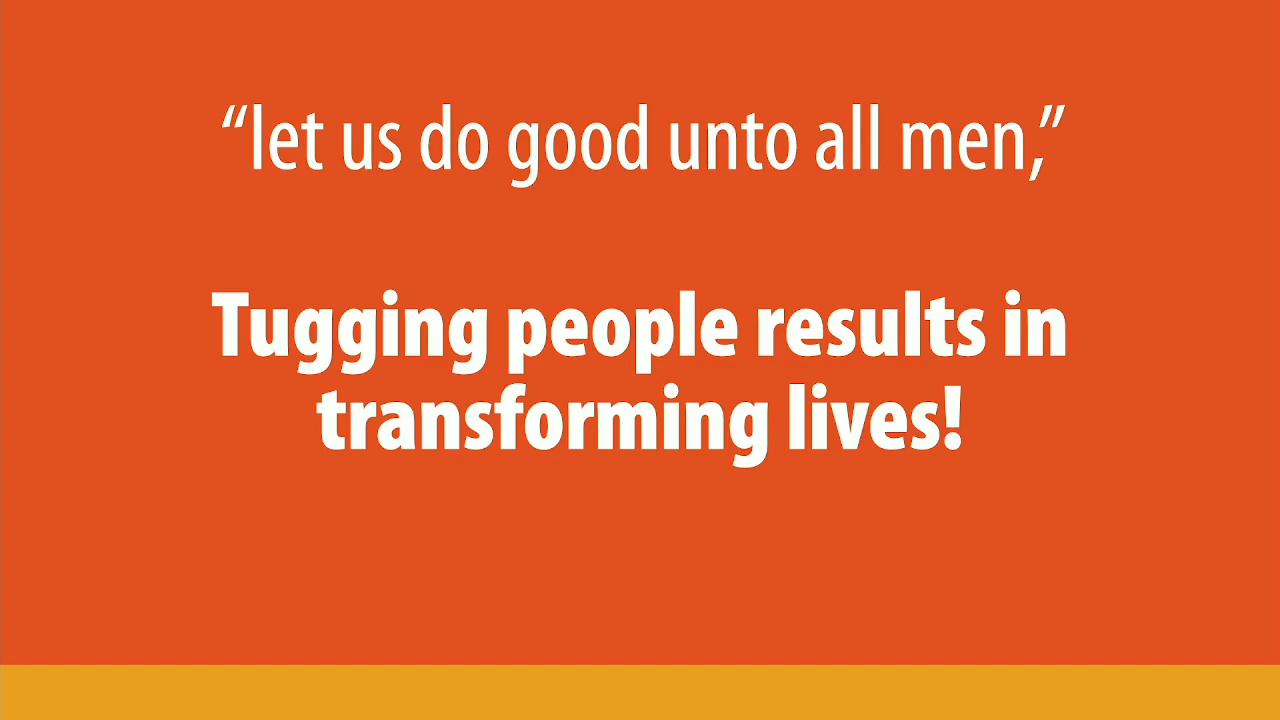 “let us do good unto all men,”
Tugging people results in
transforming lives!